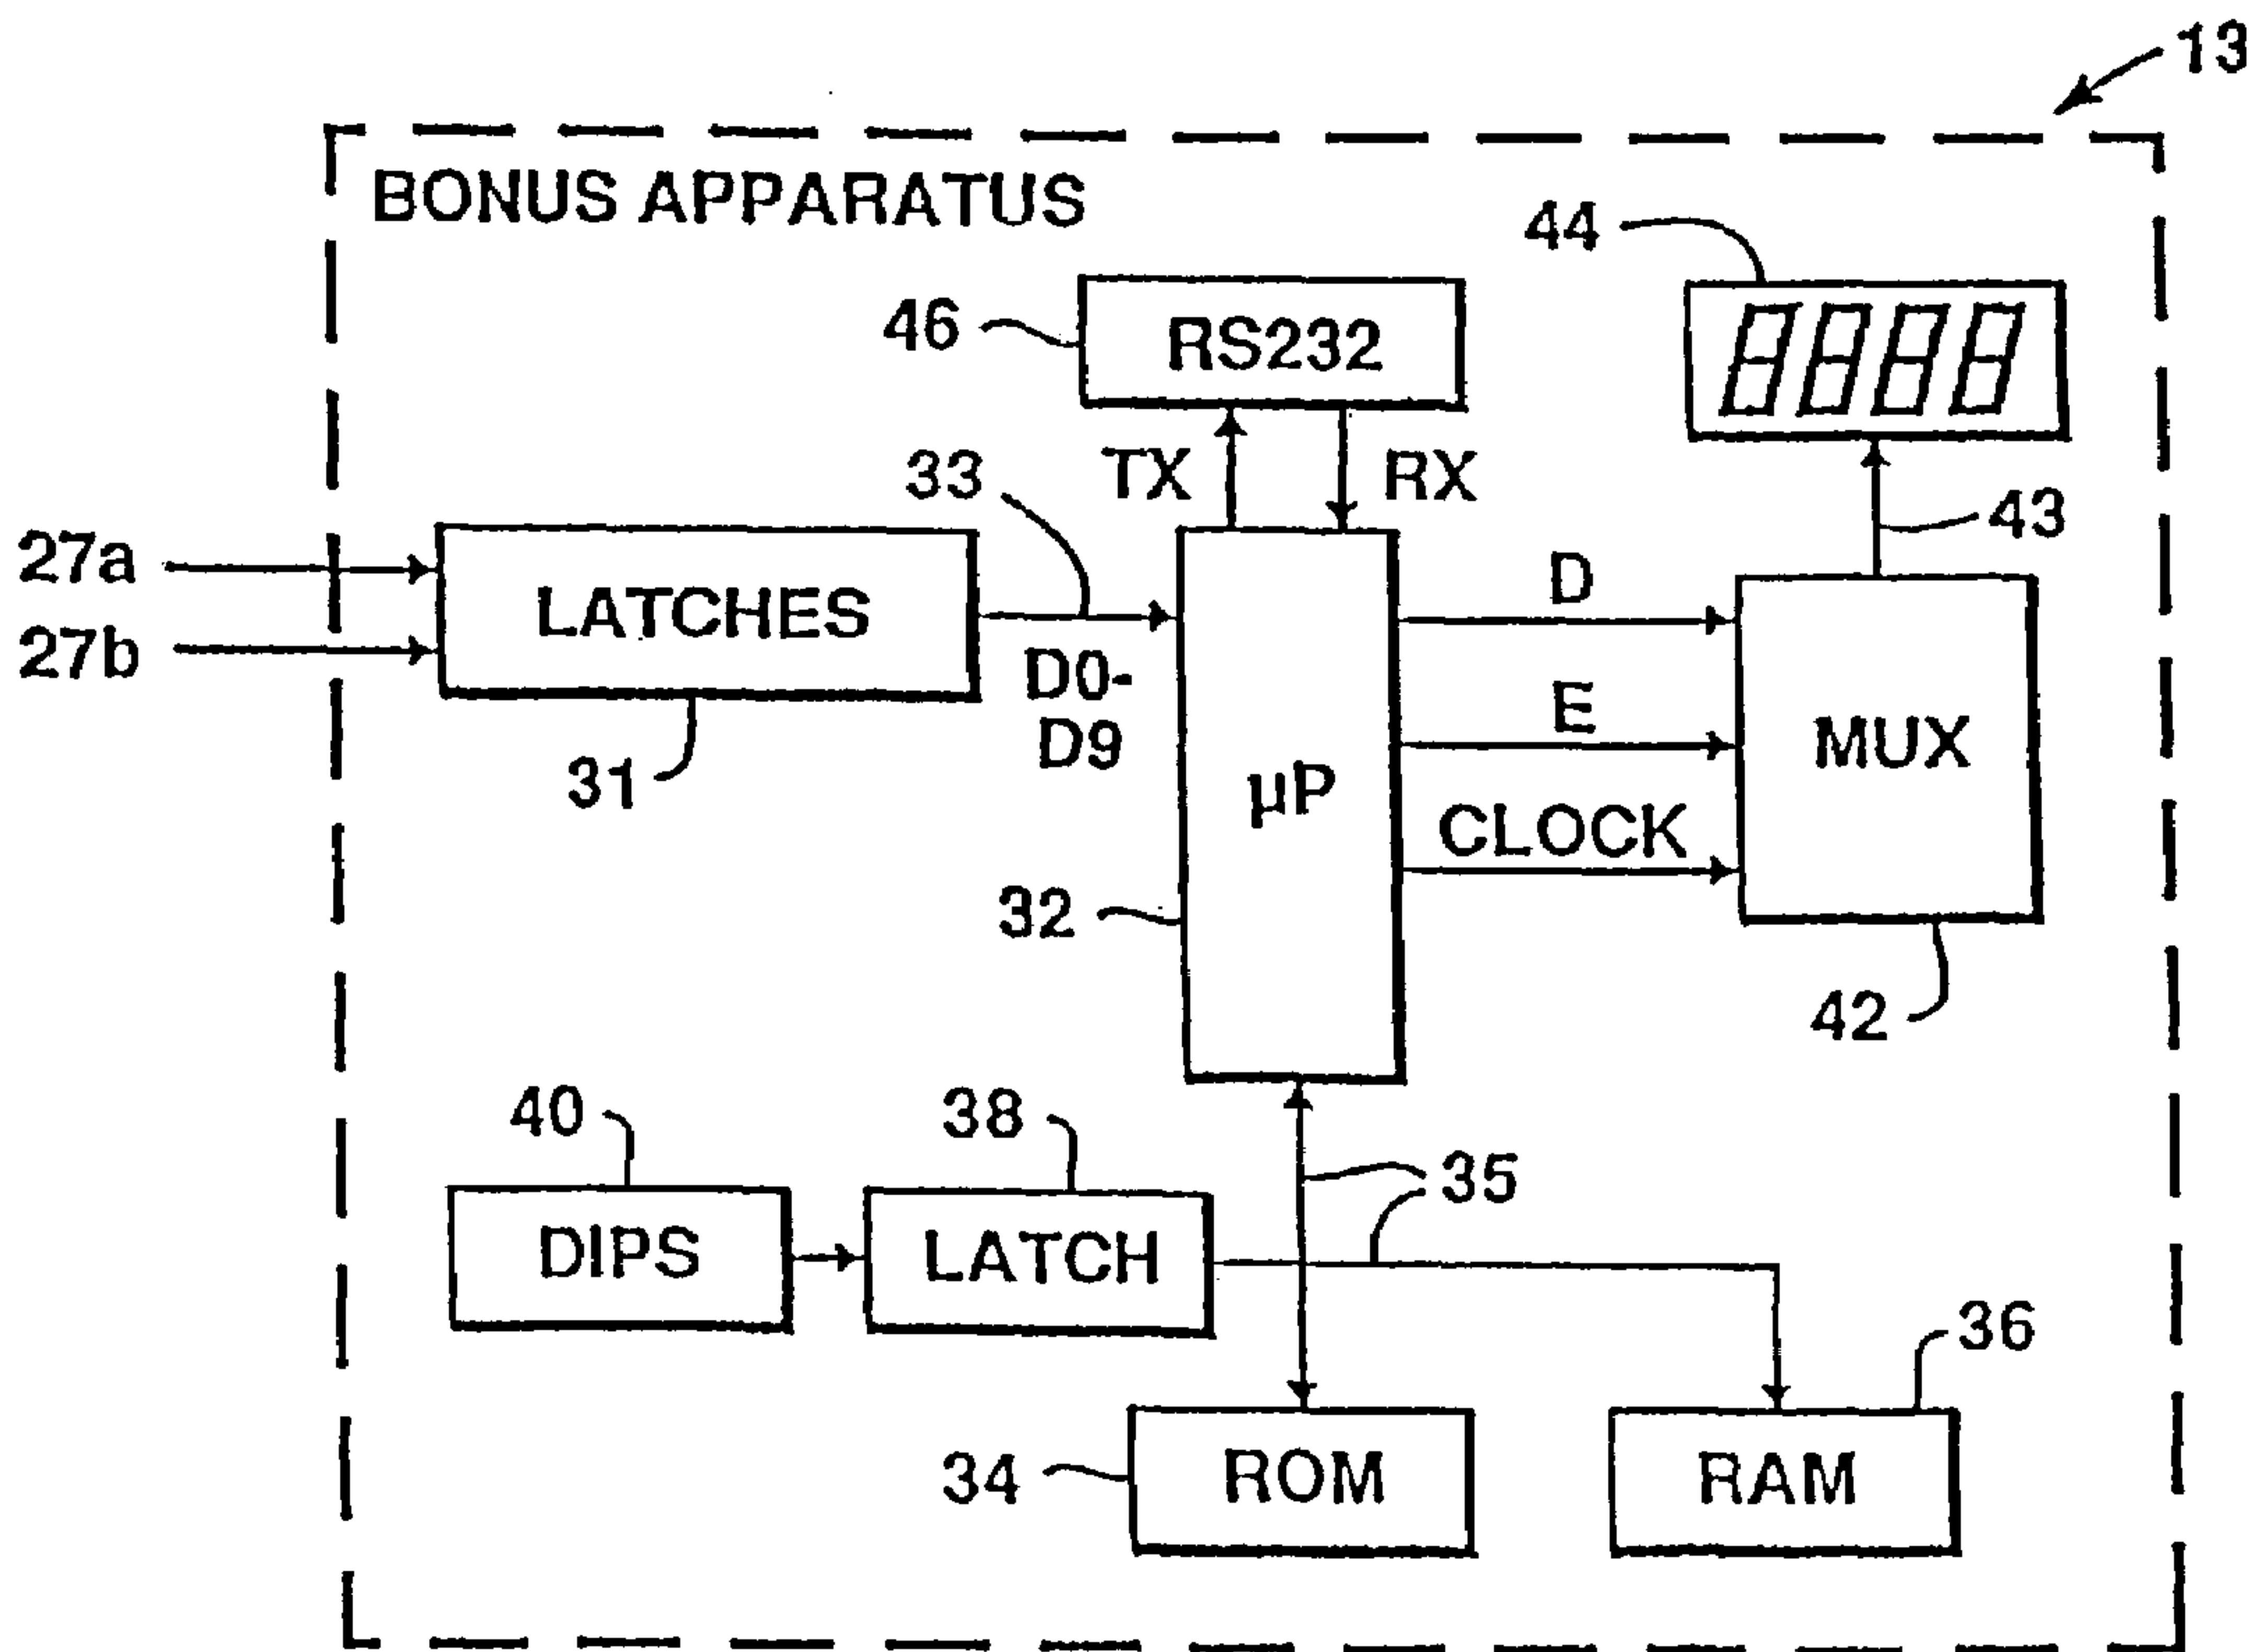 13
BONUS APPARATUS
44
46
RS232
8888
33
TX
RX
43
27a
27b
LATCHES
D0-
D9
31
D
E
CLOCK
µP
MUX
32
42
40
38
35
DIPS
LATCH
36
34
ROM
RAM